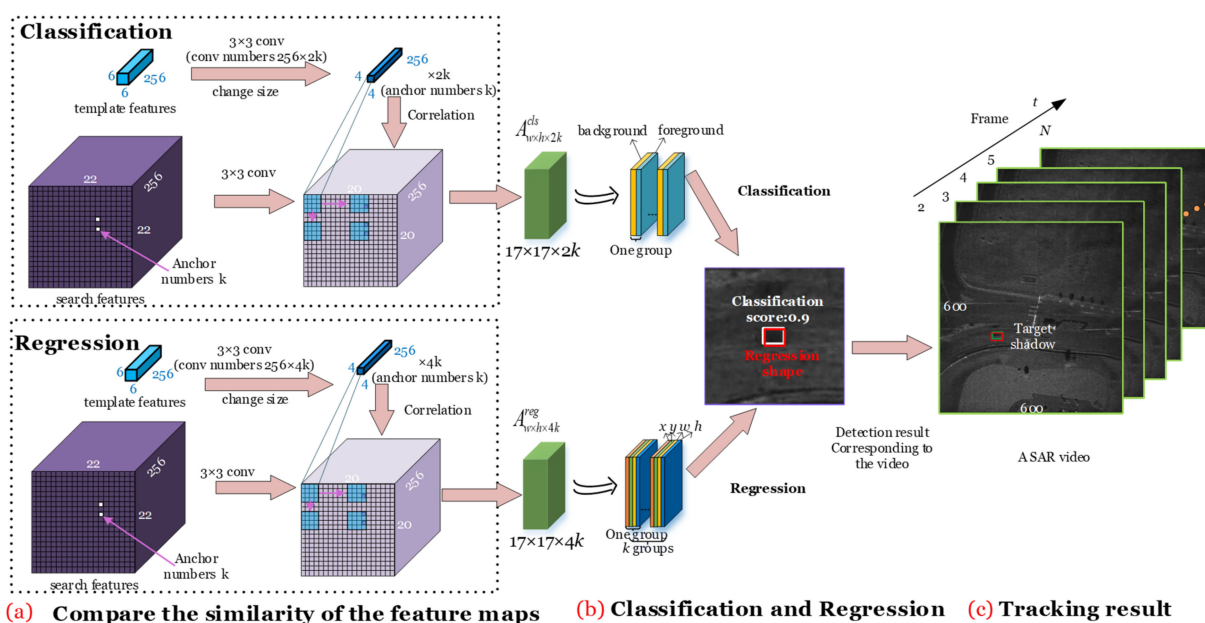 Classification
3×3 conv
(conv numbers 256×2k)
change size
6
6
256
template features
4
4
256
×2k
(anchor numbers k)
Correlation
22
256
22
Anchor
numbers k
search features
3×3 conv
20
256
20
A^{cls}_{w×h×2k}
17×17×2k
background
foreground
...
One group
Classification
Regression
3×3 conv
(conv numbers 256×4k)
change size
6
6
256
template features
4
4
256
×4k
(anchor numbers k)
Correlation
22
256
22
Anchor
numbers k
search features
3×3 conv
20
256
20
A^{reg}_{w×h×4k}
17×17×4k
x y w h
...
One group
k groups
Regression
Classification
score:0.9
Regression
shape
Detection result
Corresponding to
the video
Frame
t
2
3
4
5
N
600
Target
shadow
600
A SAR video
(a) Compare the similarity of the feature maps
(b) Classification and Regression
(c) Tracking result